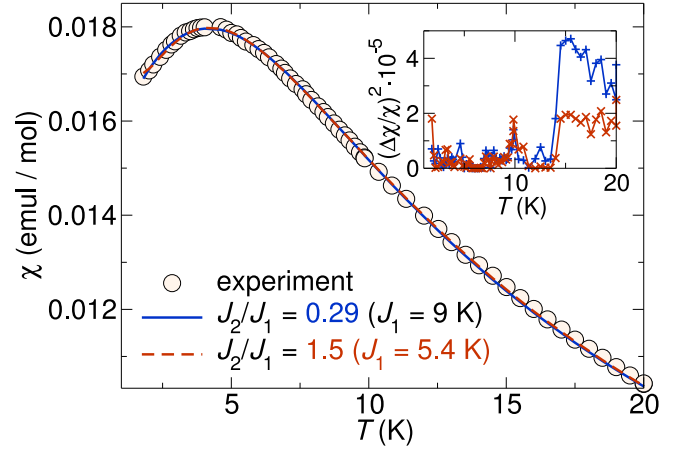 0.018
0.016
0.014
0.012
χ (emul / mol)
5
10
15
20
T (K)
experiment
J₂/J₁ = 0.29 (J₁ = 9 K)
J₂/J₁ = 1.5 (J₁ = 5.4 K)
4
2
0
(Δχ/χ)²·10⁻⁵
10
20
T (K)